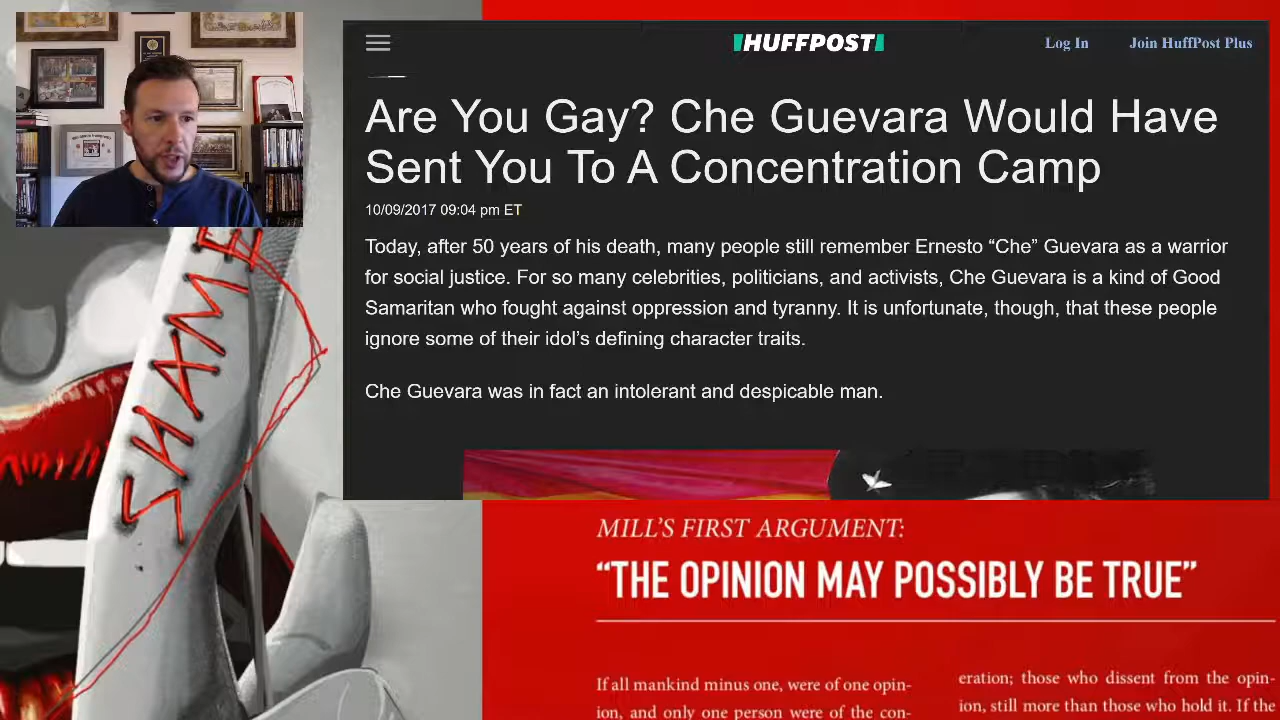 HUFFPOST
Log In
Join HuffPost Plus
Are You Gay? Che Guevara Would Have
Sent You To A Concentration Camp
10/09/2017 09:04 pm ET
Today, after 50 years of his death, many people still remember Ernesto “Che” Guevara as a warrior
for social justice. For so many celebrities, politicians, and activists, Che Guevara is a kind of Good
Samaritan who fought against oppression and tyranny. It is unfortunate, though, that these people
ignore some of their idol’s defining character traits.
Che Guevara was in fact an intolerant and despicable man.
SHAME
MILL’S FIRST ARGUMENT:
“THE OPINION MAY POSSIBLY BE TRUE”
If all mankind minus one, were of one opin-
ion, and only one person were of the con-
eration; those who dissent from the opin-
ion, still more than those who hold it. If the